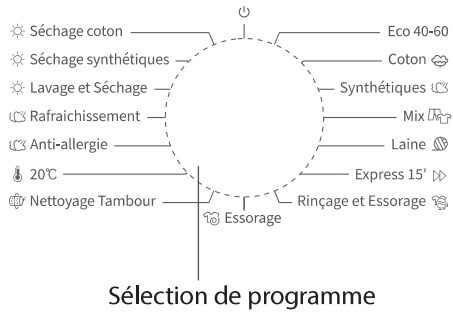 Séchage coton
Eco 40-60
Séchage synthétiques
Coton
Lavage et Séchage
Synthétiques
Rafraichissement
Mix
Anti-allergie
Laine
20℃
Express 15'
Nettoyage Tambour
Rinçage et Essorage
Essorage
Sélection de programme